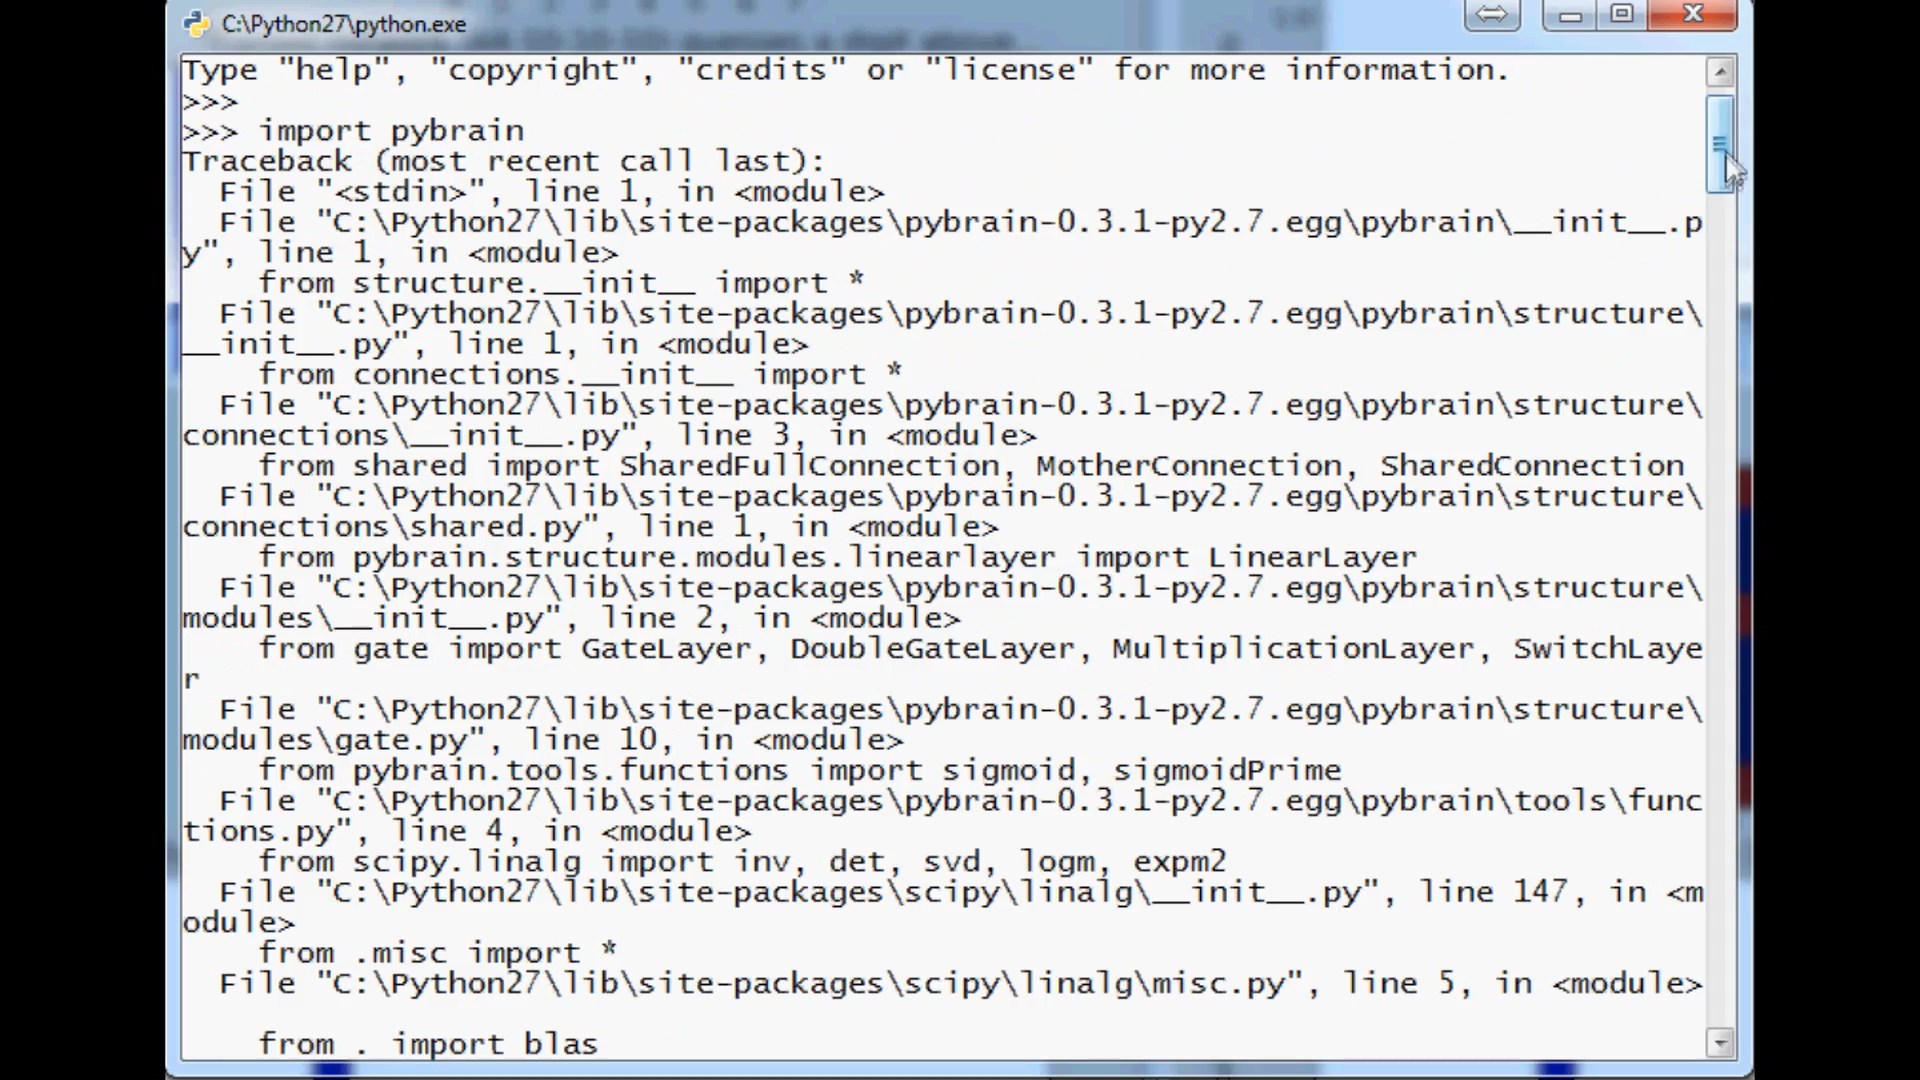 C:\Python27\python.exe
Type "help", "copyright", "credits" or "license" for more information.
>>>
>>> import pybrain
Traceback (most recent call last):
  File "<stdin>", line 1, in <module>
  File "C:\Python27\lib\site-packages\pybrain-0.3.1-py2.7.egg\pybrain\__init__.p
y", line 1, in <module>
    from structure.__init__ import *
  File "C:\Python27\lib\site-packages\pybrain-0.3.1-py2.7.egg\pybrain\structure\
__init__.py", line 1, in <module>
    from connections.__init__ import *
  File "C:\Python27\lib\site-packages\pybrain-0.3.1-py2.7.egg\pybrain\structure\
connections\__init__.py", line 3, in <module>
    from shared import SharedFullConnection, MotherConnection, SharedConnection
  File "C:\Python27\lib\site-packages\pybrain-0.3.1-py2.7.egg\pybrain\structure\
connections\shared.py", line 1, in <module>
    from pybrain.structure.modules.linearlayer import LinearLayer
  File "C:\Python27\lib\site-packages\pybrain-0.3.1-py2.7.egg\pybrain\structure\
modules\__init__.py", line 2, in <module>
    from gate import GateLayer, DoubleGateLayer, MultiplicationLayer, SwitchLaye
r
  File "C:\Python27\lib\site-packages\pybrain-0.3.1-py2.7.egg\pybrain\structure\
modules\gate.py", line 10, in <module>
    from pybrain.tools.functions import sigmoid, sigmoidPrime
  File "C:\Python27\lib\site-packages\pybrain-0.3.1-py2.7.egg\pybrain\tools\func
tions.py", line 4, in <module>
    from scipy.linalg import inv, det, svd, logm, expm2
  File "C:\Python27\lib\site-packages\scipy\linalg\__init__.py", line 147, in <m
odule>
    from .misc import *
  File "C:\Python27\lib\site-packages\scipy\linalg\misc.py", line 5, in <module>
    from . import blas